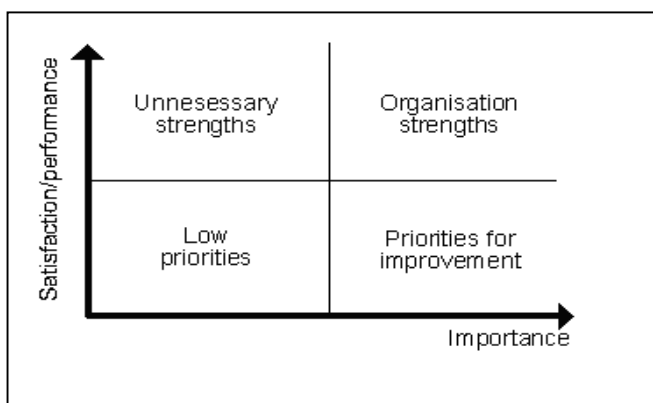 Satisfaction/performance
Unnesessary
strengths
Organisation
strengths
Low
priorities
Priorities for
improvement
Importance